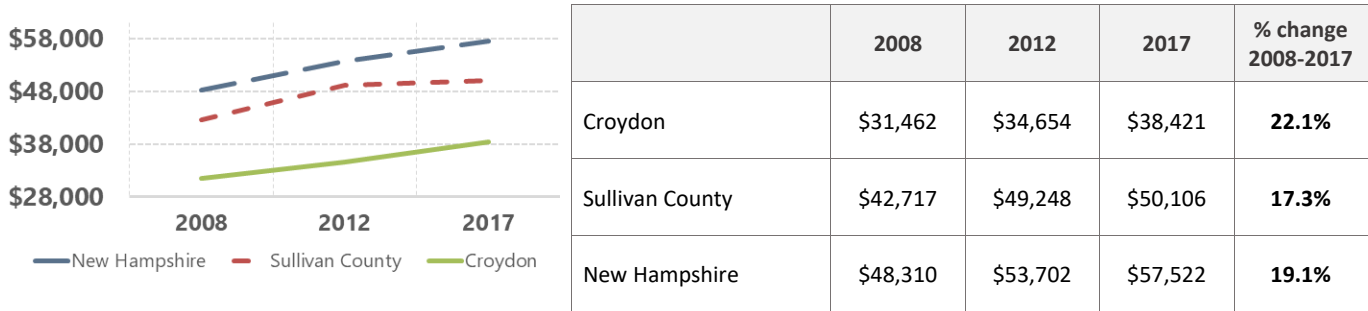 $58,000
$48,000
$38,000
$28,000
2008 2012 2017
New Hampshire Sullivan County Croydon
2008 2012 2017 % change
2008-2017
Croydon $31,462 $34,654 $38,421 22.1%
Sullivan County $42,717 $49,248 $50,106 17.3%
New Hampshire $48,310 $53,702 $57,522 19.1%